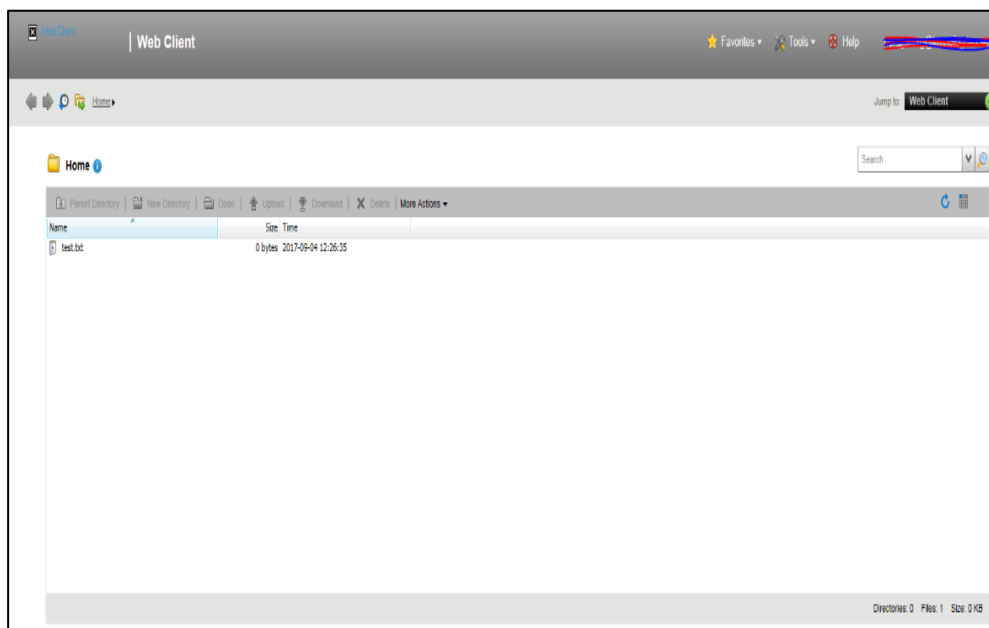 Web Client
Web Client Favorites Tools Help
Home Jump to: Web Client
Home Search
Parent Directory | New Directory | Open | Upload | Download | Delete | More Actions
Name Size Time
test.txt 0 bytes 2017-09-04 12:26:35
Directories: 0 Files: 1 Size: 0 KB